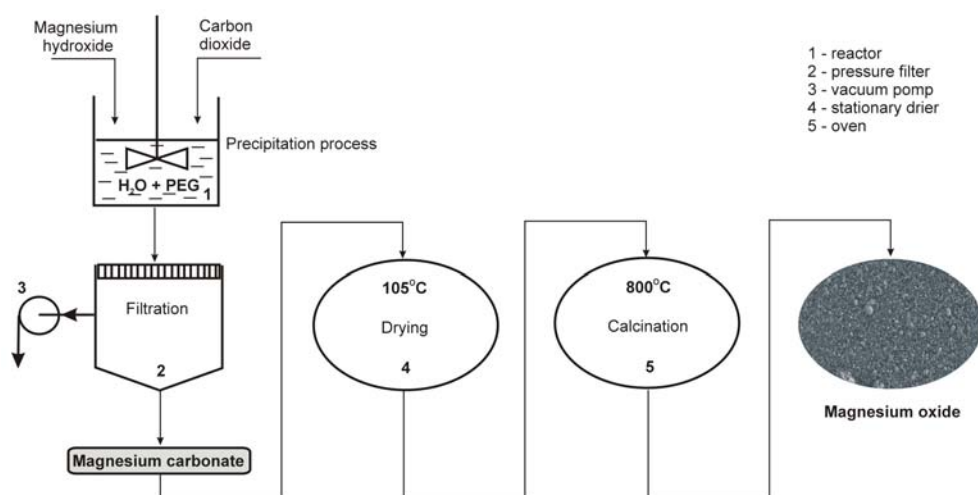 Magnesium
hydroxide
Carbon
dioxide
1 - reactor
2 - pressure filter
3 - vacuum pomp
4 - stationary drier
5 - oven
Precipitation process
H₂O + PEG
1
3
Filtration
2
105°C
Drying
4
800°C
Calcination
5
Magnesium oxide
Magnesium carbonate